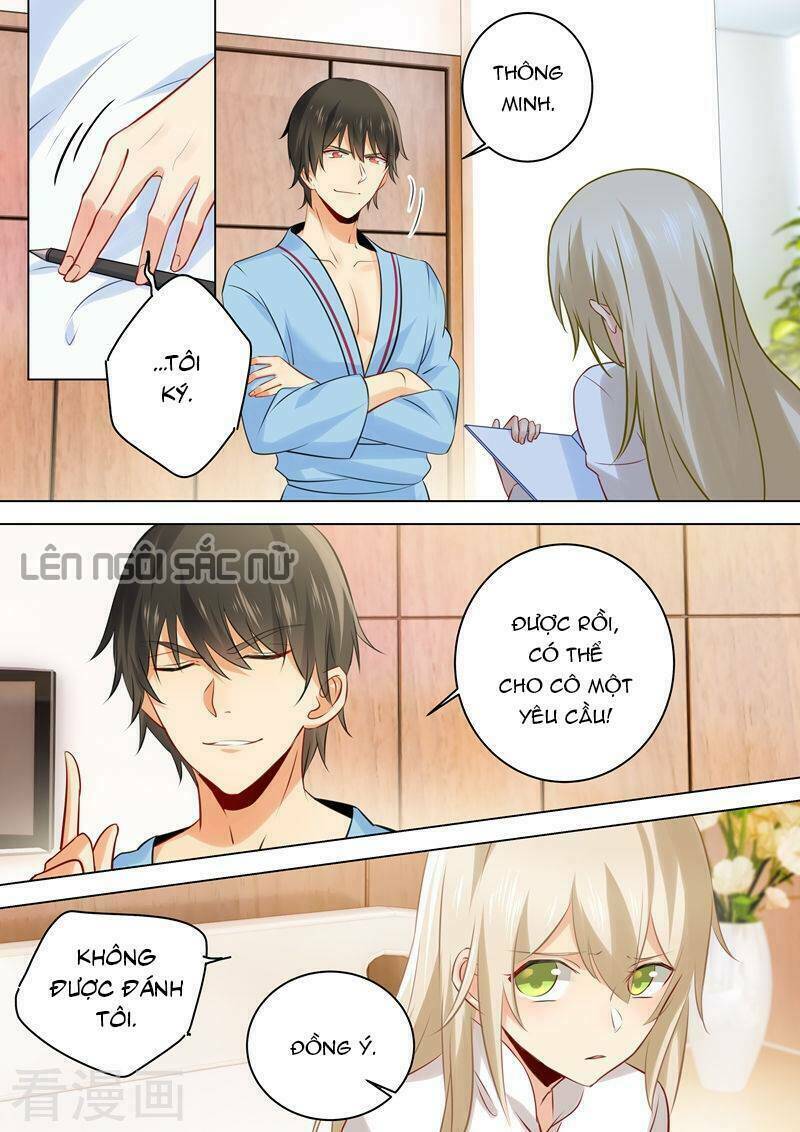 ...TÔI
KÝ.
THÔNG
MINH.
LÊN NGÔI SẮC NỮ
ĐƯỢC RỒI,
CÓ THỂ
CHO CÔ MỘT
YÊU CẦU!
KHÔNG
ĐƯỢC ĐÁNH
TÔI.
ĐỒNG Ý.
看漫画